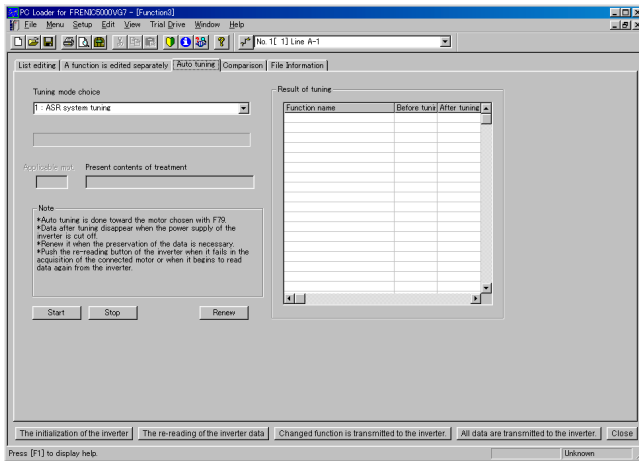 PC Loader for FRENIC5000VG7 - [Function3]
File Menu Setup Edit View Trial Drive Window Help
No. 1[ 1] Line A-1
List editing A function is edited separately Auto tuning Comparison File Information
Tuning mode choice
1 : ASR system tuning
Applicable mot. Present contents of treatment
Note
*Auto tuning is done toward the motor chosen with F79.
*Data after tuning disappear when the power supply of the
inverter is cut off.
*Renew it when the preservation of the data is necessary.
*Push the re-reading button of the inverter when it fails in the
acquisition of the connected motor or when it begins to read
data again from the inverter.
Start Stop Renew
Result of tuning
Function name Before tunir After tuning
The initialization of the inverter The re-reading of the inverter data Changed function is transmitted to the inverter. All data are transmitted to the inverter. Close
Press [F1] to display help. Unknown